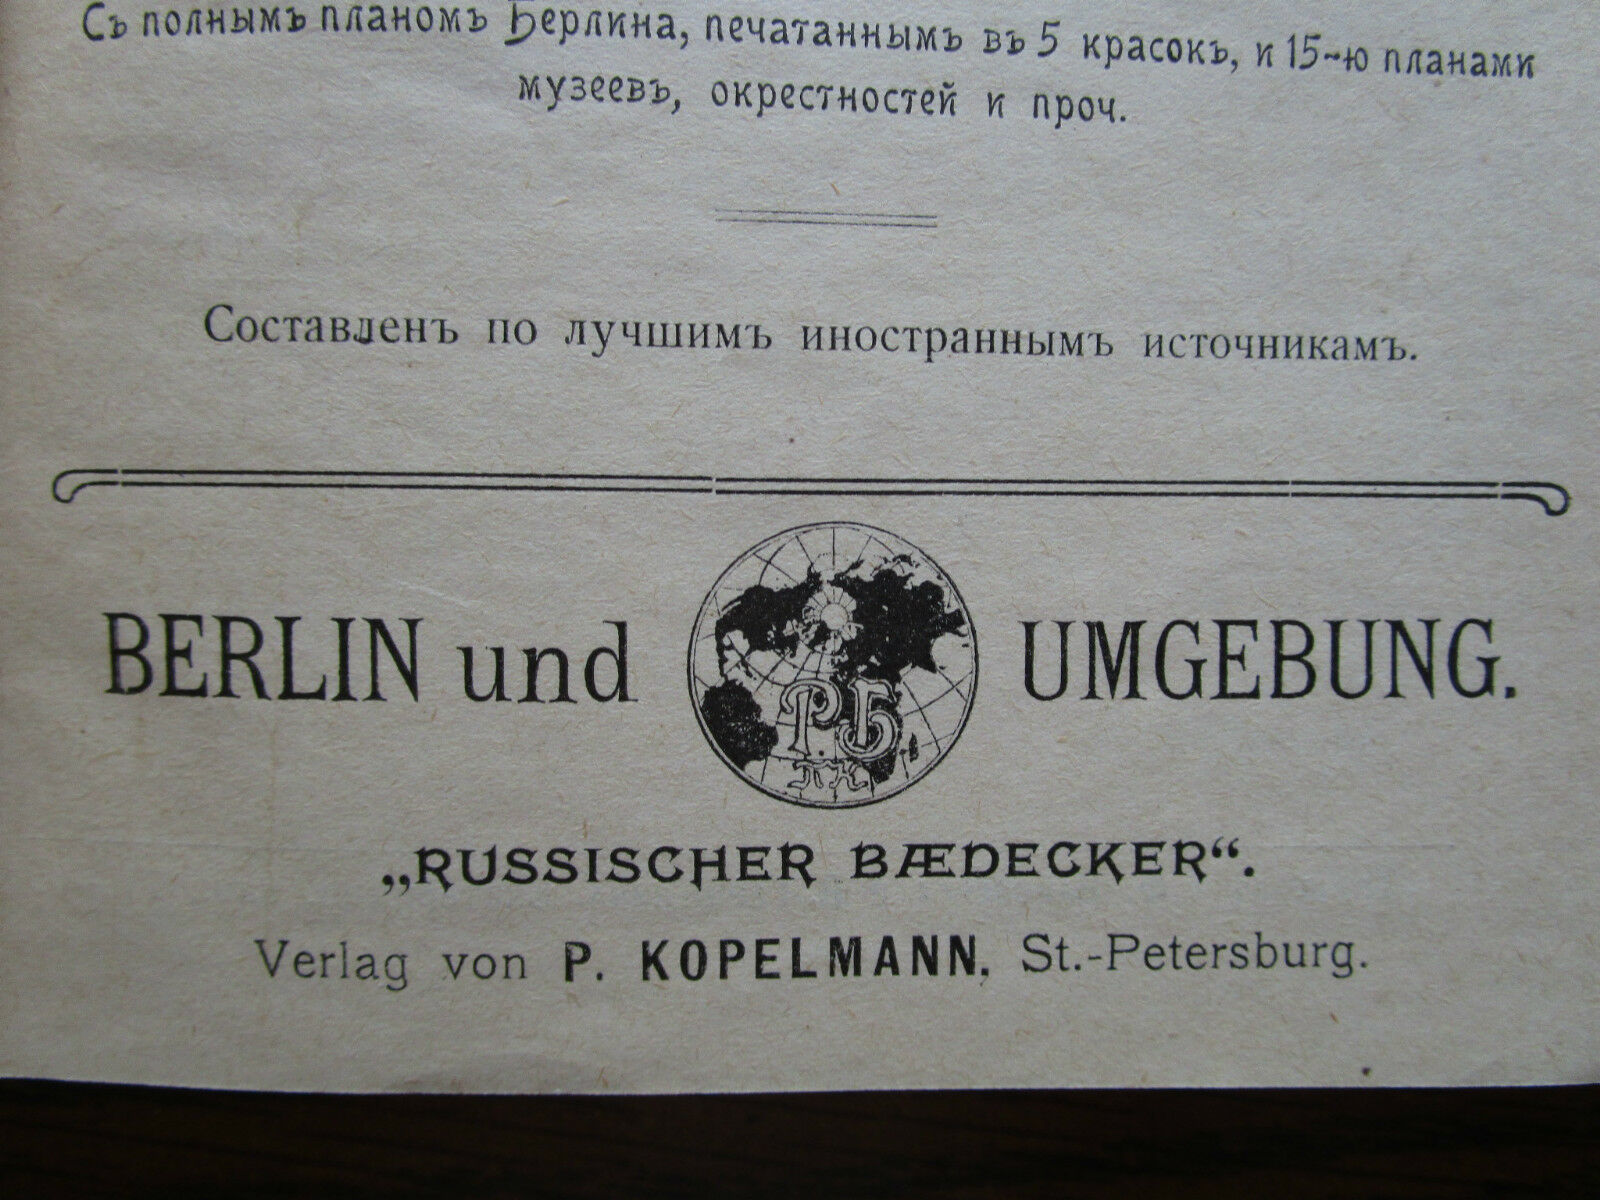 Съ полнымъ планомъ Берлина, печатаннымъ въ 5 красокъ, и 15-ю планами
музеевъ, окрестностей и проч.
Составленъ по лучшимъ иностраннымъ источникамъ.
BERLIN und UMGEBUNG.
Р.Б
ПК
„RUSSISCHER BÆDECKER“.
Verlag von P. KOPELMANN, St.-Petersburg.